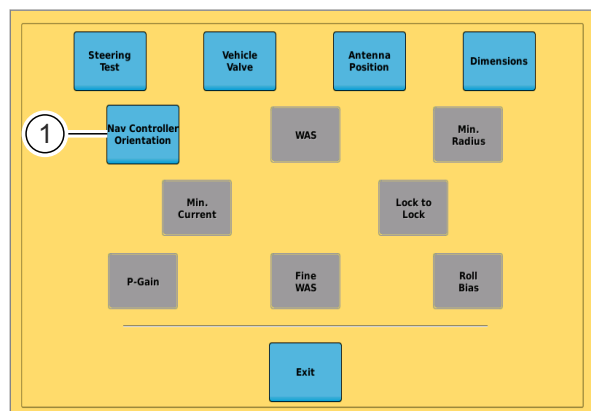 Steering
Test
Vehicle
Valve
Antenna
Position
Dimensions
1
Nav Controller
Orientation
WAS
Min.
Radius
Min.
Current
Lock to
Lock
P-Gain
Fine
WAS
Roll
Bias
Exit